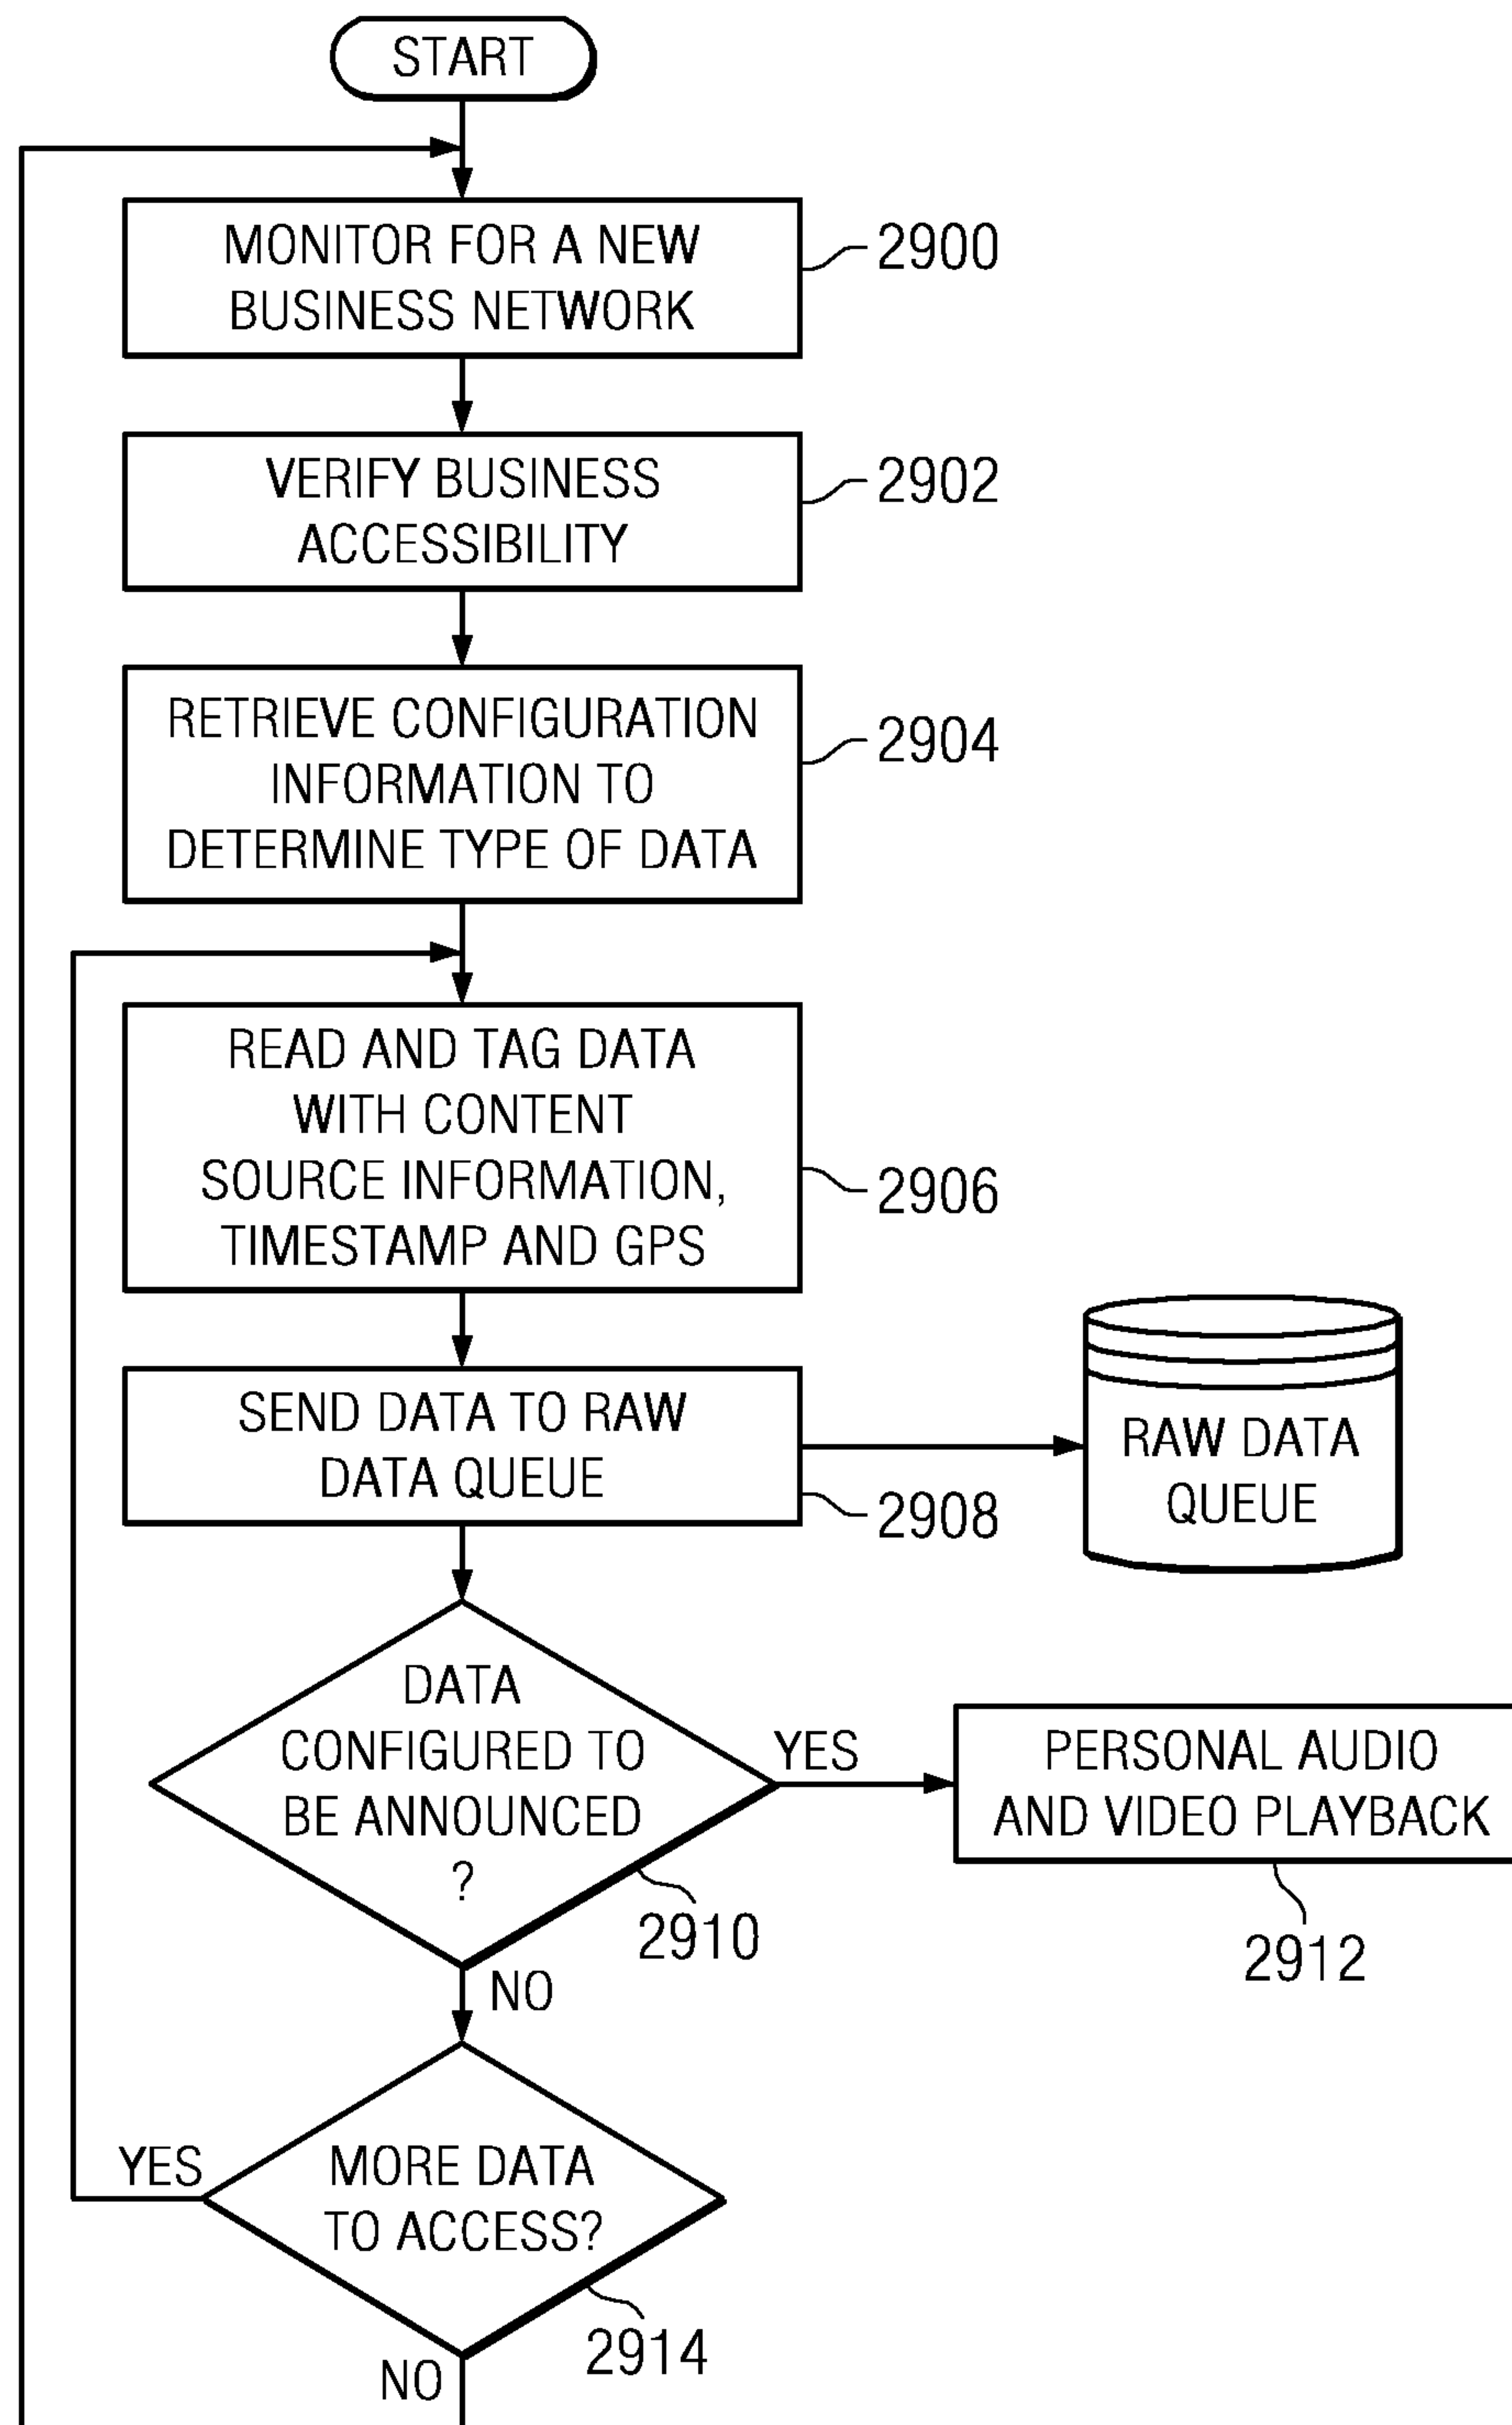 START
MONITOR FOR A NEW
BUSINESS NETWORK
2900
VERIFY BUSINESS
ACCESSIBILITY
2902
RETRIEVE CONFIGURATION
INFORMATION TO
DETERMINE TYPE OF DATA
2904
READ AND TAG DATA
WITH CONTENT
SOURCE INFORMATION,
TIMESTAMP AND GPS
2906
SEND DATA TO RAW
DATA QUEUE
2908
RAW DATA
QUEUE
DATA
CONFIGURED TO
BE ANNOUNCED
?
2910
YES
PERSONAL AUDIO
AND VIDEO PLAYBACK
2912
NO
YES
MORE DATA
TO ACCESS?
2914
NO